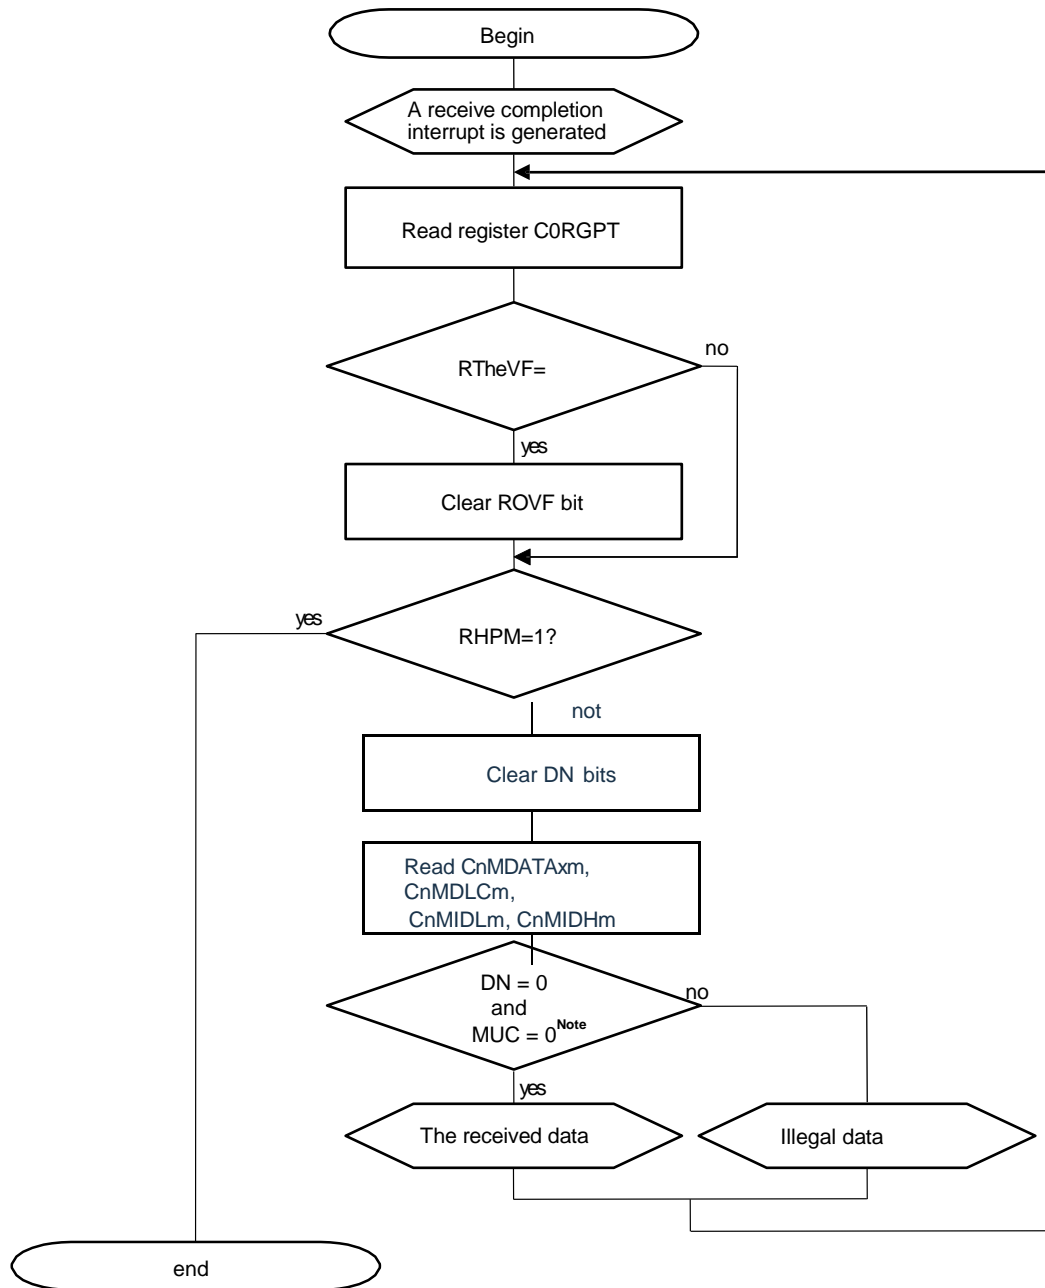 Begin
A receive completion
interrupt is generated
Read register C0RGPT
RTheVF=
no
yes
Clear ROVF bit
yes
RHPM=1?
not
Clear DN bits
Read CnMDATAxm,
CnMDLCm,
CnMIDLm, CnMIDHm
DN = 0
and
MUC = 0Note
no
yes
The received data
Illegal data
end